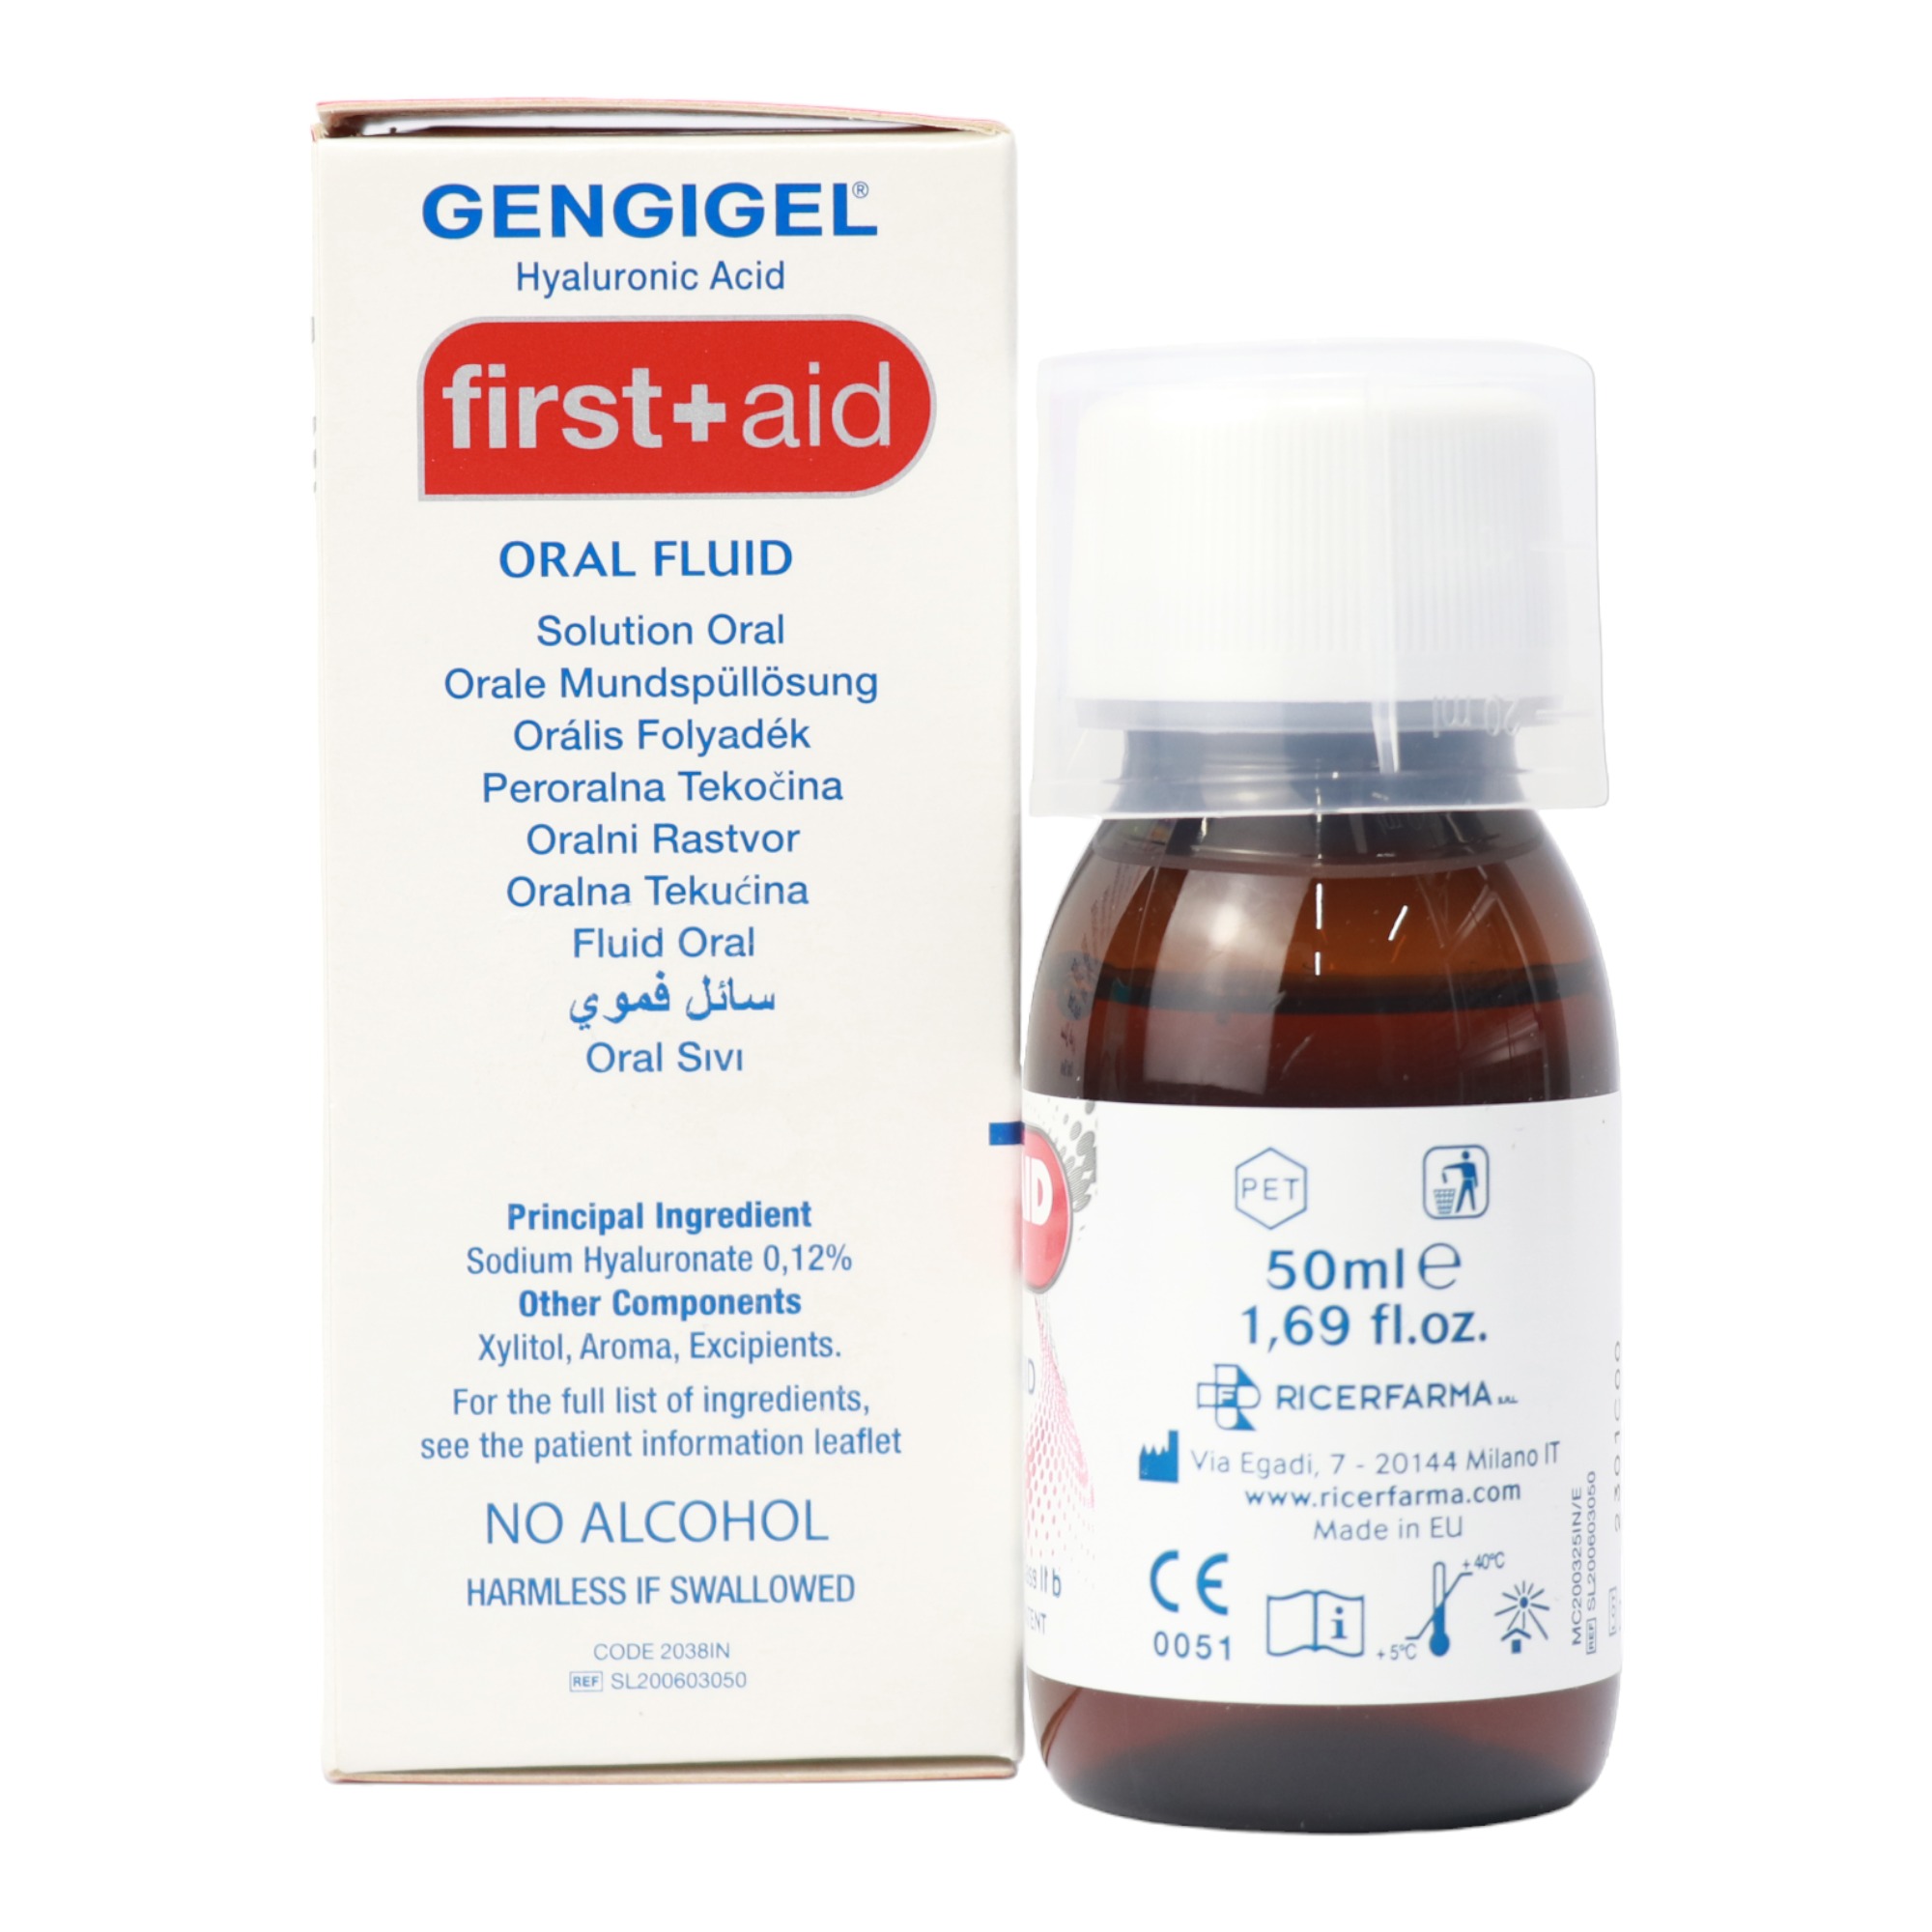 GENGIGEL®
Hyaluronic Acid
first+aid
ORAL FLUID
Solution Oral
Orale Mundspüllösung
Orális Folyadék
Peroralna Tekočina
Oralni Rastvor
Oralna Tekućina
Fluid Oral
سائل فموي
Oral Sıvı
Principal Ingredient
Sodium Hyaluronate 0,12%
Other Components
Xylitol, Aroma, Excipients.
For the full list of ingredients,
see the patient information leaflet
NO ALCOHOL
HARMLESS IF SWALLOWED
CODE 2038IN
REF SL200603050
20 ml
PET
50ml e
1,69 fl.oz.
RICERFARMA S.R.L.
Via Egadi, 7 - 20144 Milano IT
www.ricerfarma.com
Made in EU
CE
0051
i
+5°C
+40°C
MC200325IN/E
REF SL200603050